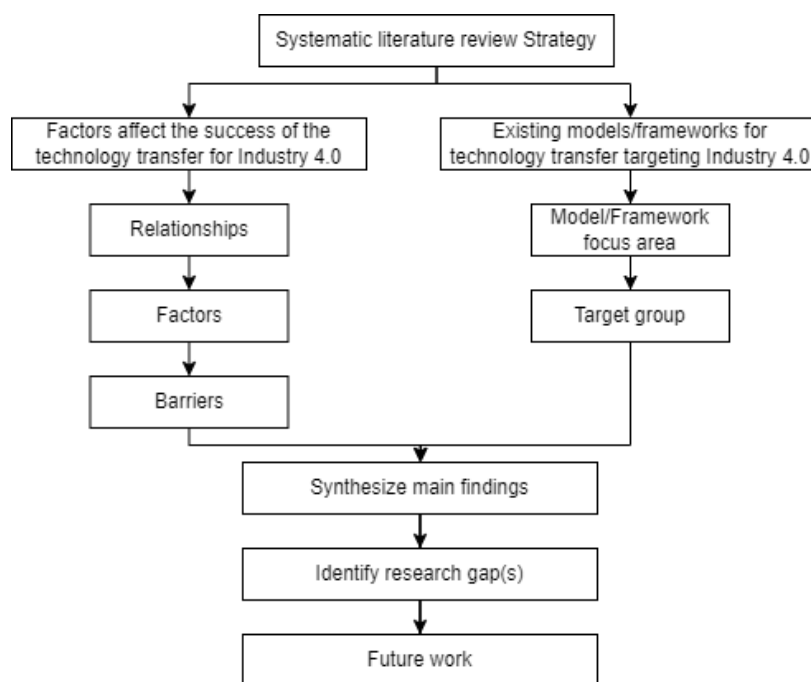 Systematic literature review Strategy
Factors affect the success of the
technology transfer for Industry 4.0
Existing models/frameworks for
technology transfer targeting Industry 4.0
Relationships
Model/Framework
focus area
Factors
Target group
Barriers
Synthesize main findings
Identify research gap(s)
Future work